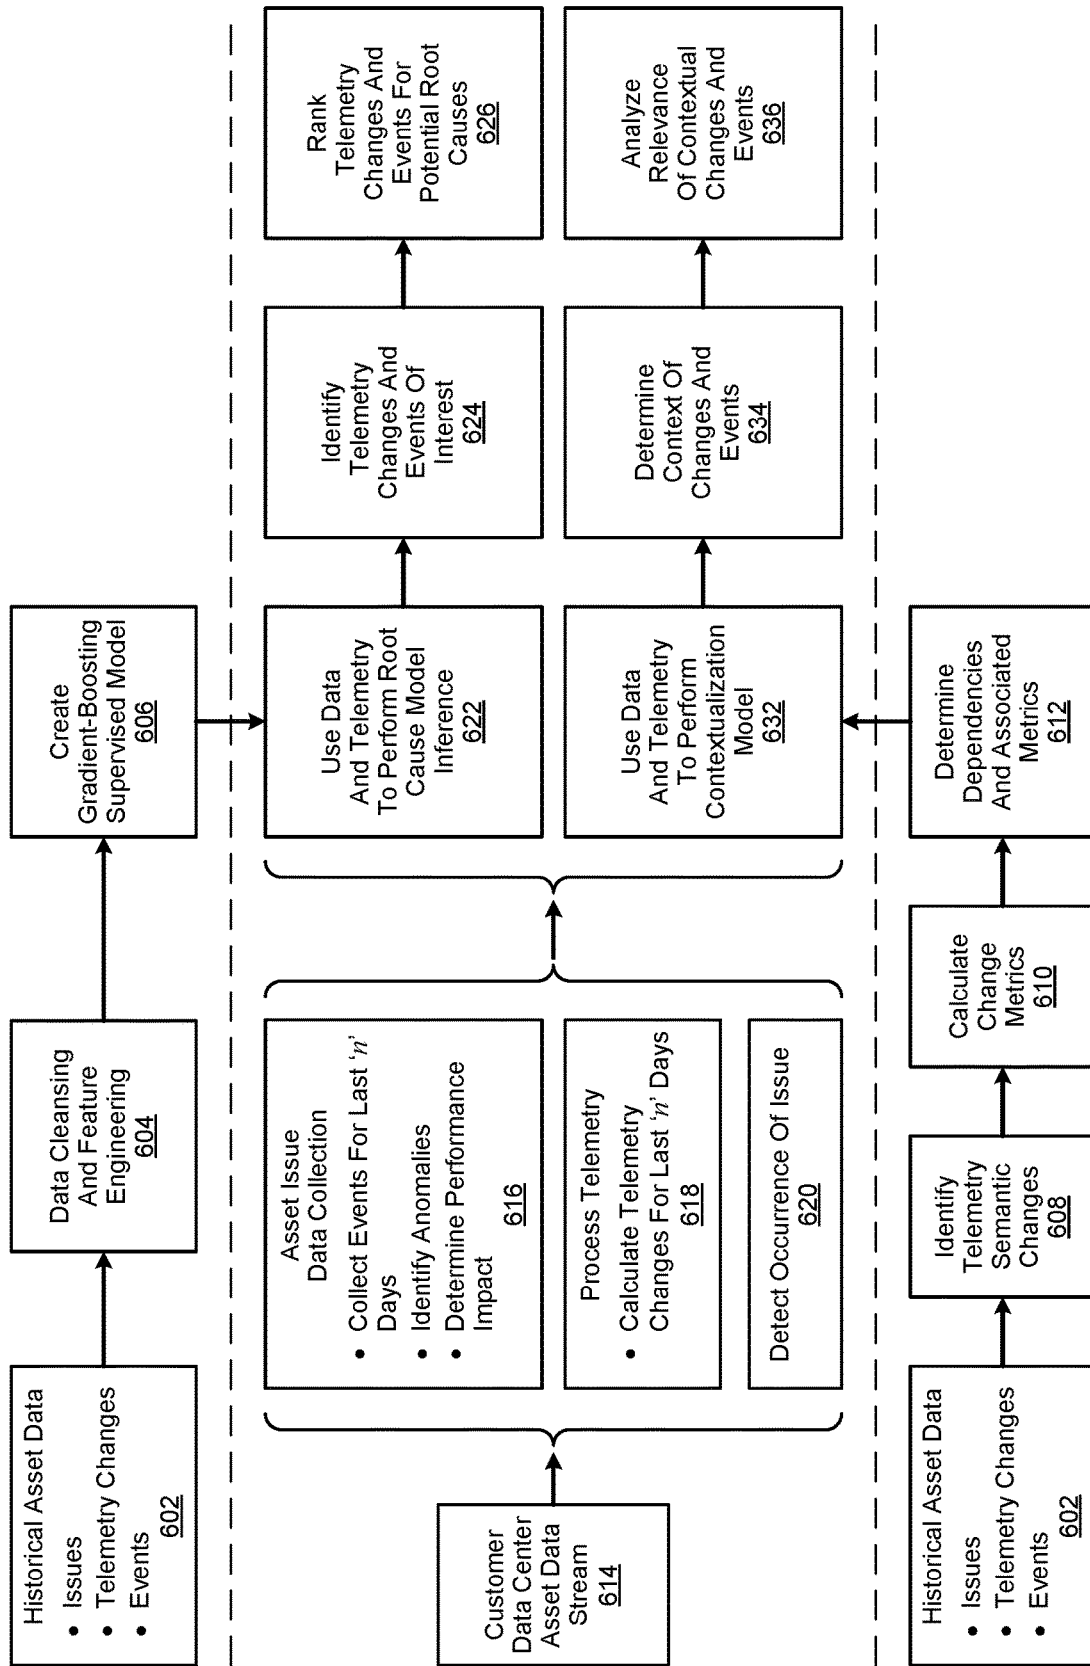 Historical Asset Data
• Issues
• Telemetry Changes
• Events
602
Data Cleansing
And Feature
Engineering
604
Create
Gradient-Boosting
Supervised Model
606
Customer
Data Center
Asset Data
Stream
614
Asset Issue
Data Collection
• Collect Events For Last ‘n’
Days
• Identify Anomalies
• Determine Performance
Impact
616
Process Telemetry
• Calculate Telemetry
Changes For Last ‘n’ Days
618
Detect Occurrence Of Issue
620
Use Data
And Telemetry
To Perform Root
Cause Model
Inference
622
Identify
Telemetry
Changes And
Events Of
Interest
624
Rank
Telemetry
Changes And
Events For
Potential Root
Causes
626
Use Data
And Telemetry
To Perform
Contextualization
Model
632
Determine
Context Of
Changes And
Events
634
Analyze
Relevance
Of Contextual
Changes And
Events
636
Historical Asset Data
• Issues
• Telemetry Changes
• Events
602
Identify
Telemetry
Semantic
Changes
608
Calculate
Change
Metrics
610
Determine
Dependencies
And Associated
Metrics
612